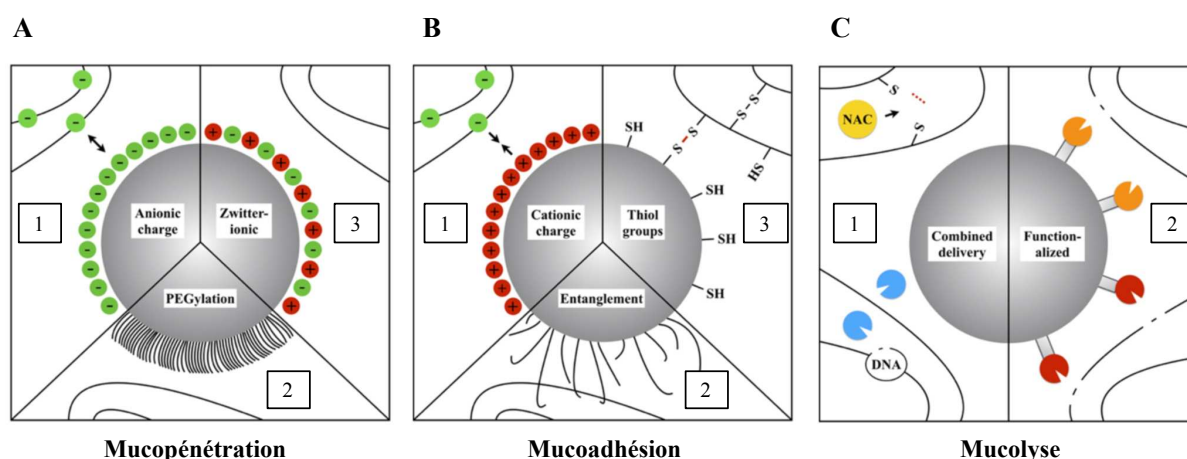 A
1
Anionic
charge
Zwitter-
ionic
3
PEGylation
2
Mucopénétration
B
1
Cationic
charge
Thiol
groups
3
Entanglement
2
SH
S
S
S-S
HS
SH
SH
SH
Mucoadhésion
C
NAC
S
S
1
Combined
delivery
Function-
alized
2
DNA
Mucolyse